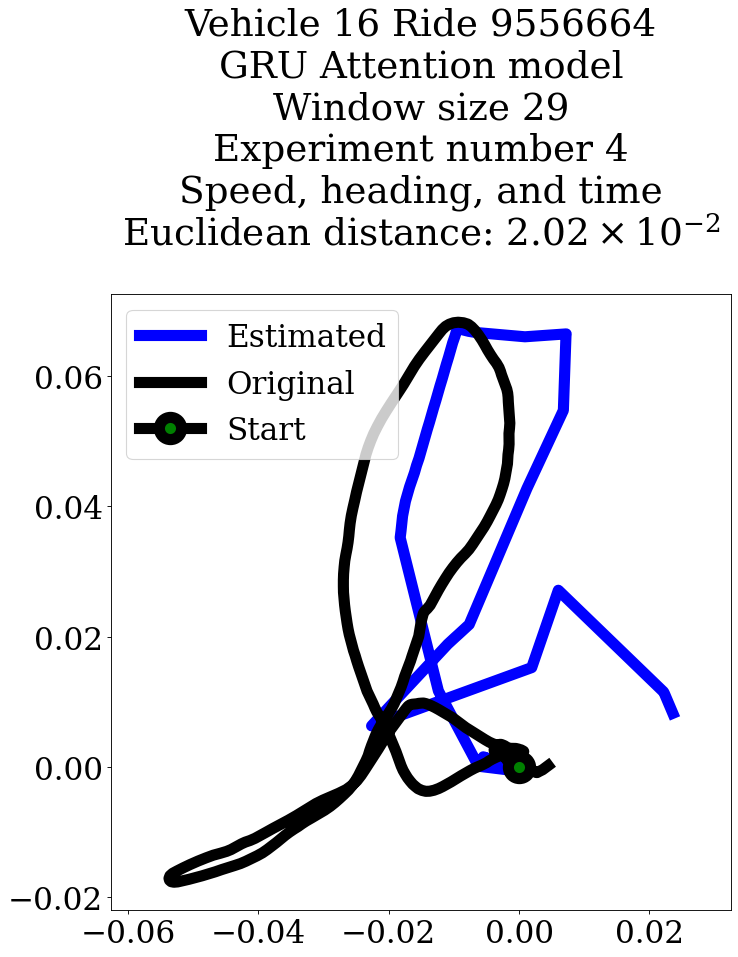 Vehicle 16 Ride 9556664
GRU Attention model
Window size 29
Experiment number 4
Speed, heading, and time
Euclidean distance: 2.02 × 10⁻²
Estimated
Original
Start
0.06
0.04
0.02
0.00
−0.02
−0.06
−0.04
−0.02
0.00
0.02